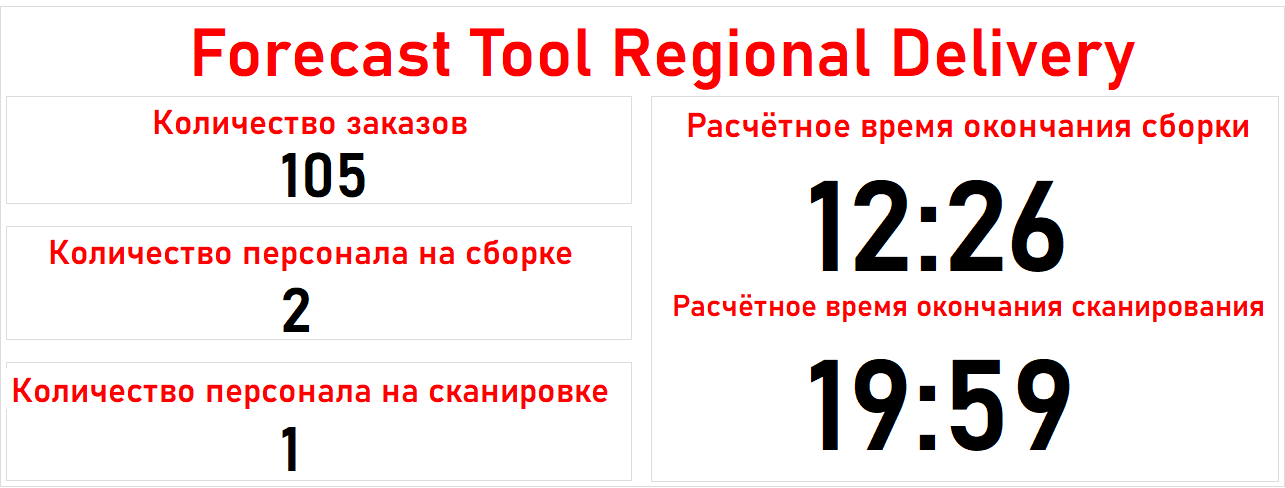 Forecast Tool Regional Delivery
Количество заказов
105
Количество персонала на сборке
2
Количество персонала на сканировке
1
Расчётное время окончания сборки
12:26
Расчётное время окончания сканирования
19:59